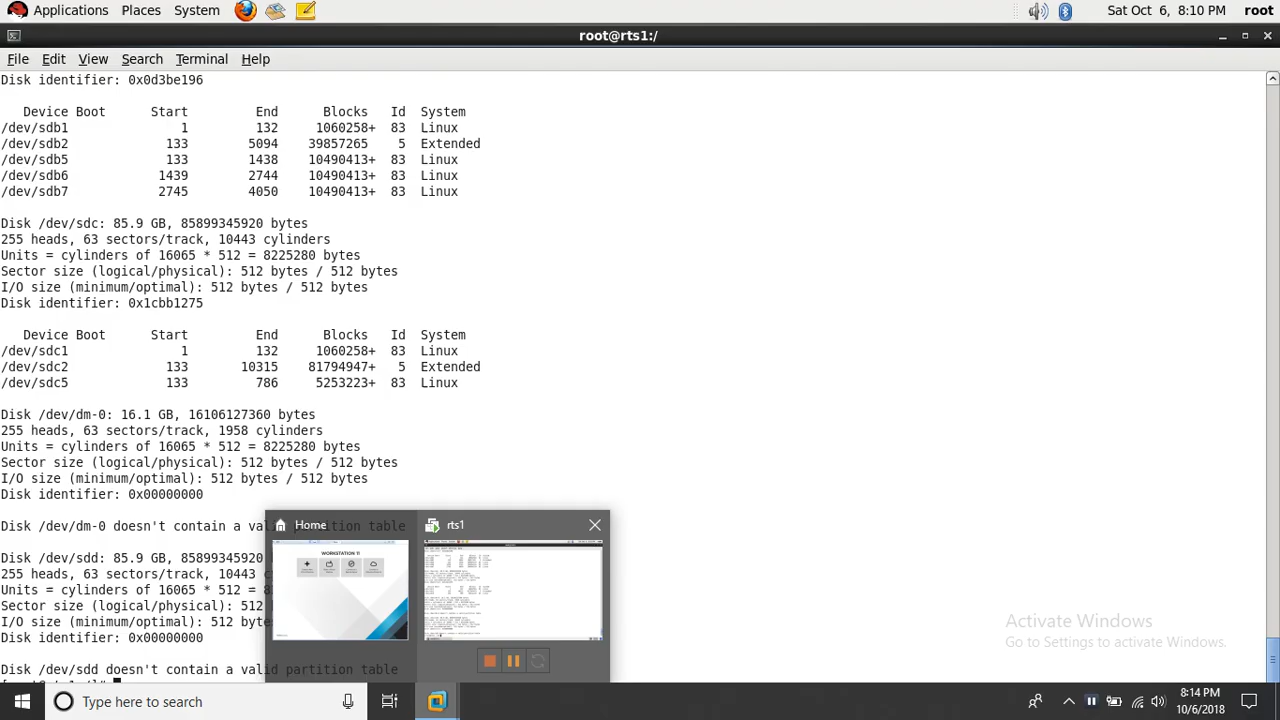 Applications Places System Sat Oct 6, 8:10 PM root
root@rts1:/
File Edit View Search Terminal Help
Disk identifier: 0x0d3be196
Device Boot Start End Blocks Id System
/dev/sdb1 1 132 1060258+ 83 Linux
/dev/sdb2 133 5094 39857265 5 Extended
/dev/sdb5 133 1438 10490413+ 83 Linux
/dev/sdb6 1439 2744 10490413+ 83 Linux
/dev/sdb7 2745 4050 10490413+ 83 Linux
Disk /dev/sdc: 85.9 GB, 85899345920 bytes
255 heads, 63 sectors/track, 10443 cylinders
Units = cylinders of 16065 * 512 = 8225280 bytes
Sector size (logical/physical): 512 bytes / 512 bytes
I/O size (minimum/optimal): 512 bytes / 512 bytes
Disk identifier: 0x1cbb1275
Device Boot Start End Blocks Id System
/dev/sdc1 1 132 1060258+ 83 Linux
/dev/sdc2 133 10315 81794947+ 5 Extended
/dev/sdc5 133 786 5253223+ 83 Linux
Disk /dev/dm-0: 16.1 GB, 16106127360 bytes
255 heads, 63 sectors/track, 1958 cylinders
Units = cylinders of 16065 * 512 = 8225280 bytes
Sector size (logical/physical): 512 bytes / 512 bytes
I/O size (minimum/optimal): 512 bytes / 512 bytes
Disk identifier: 0x00000000
Disk /dev/dm-0 doesn't contain a valid partition table
Disk /dev/sdd: 85.9 GB, 85899345920
255 heads, 63 sectors/track, 10443
Units = cylinders of 16065 * 512 =
Sector size (logical/physical): 512
I/O size (minimum/optimal): 512
Disk identifier: 0x00000000
Disk /dev/sdd doesn't contain a valid partition table
Home rts1
WORKSTATION 11
Activate Windows
Go to Settings to activate Windows.
Type here to search
8:14 PM
10/6/2018